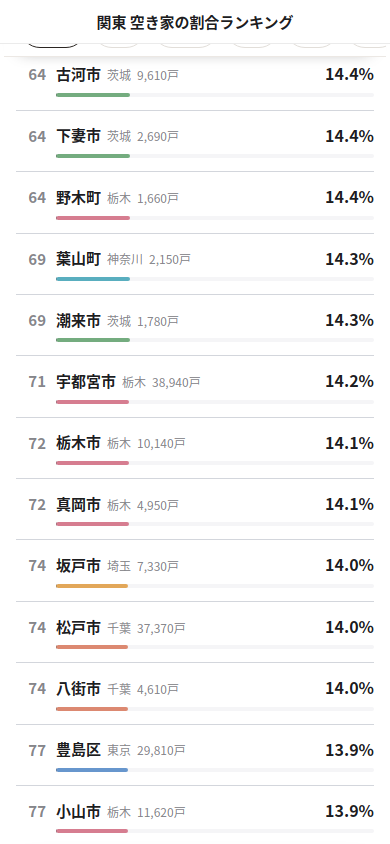 関東 空き家の割合ランキング
64 古河市 茨城 9,610戸 14.4%
64 下妻市 茨城 2,690戸 14.4%
64 野木町 栃木 1,660戸 14.4%
69 葉山町 神奈川 2,150戸 14.3%
69 潮来市 茨城 1,780戸 14.3%
71 宇都宮市 栃木 38,940戸 14.2%
72 栃木市 栃木 10,140戸 14.1%
72 真岡市 栃木 4,950戸 14.1%
74 坂戸市 埼玉 7,330戸 14.0%
74 松戸市 千葉 37,370戸 14.0%
74 八街市 千葉 4,610戸 14.0%
77 豊島区 東京 29,810戸 13.9%
77 小山市 栃木 11,620戸 13.9%